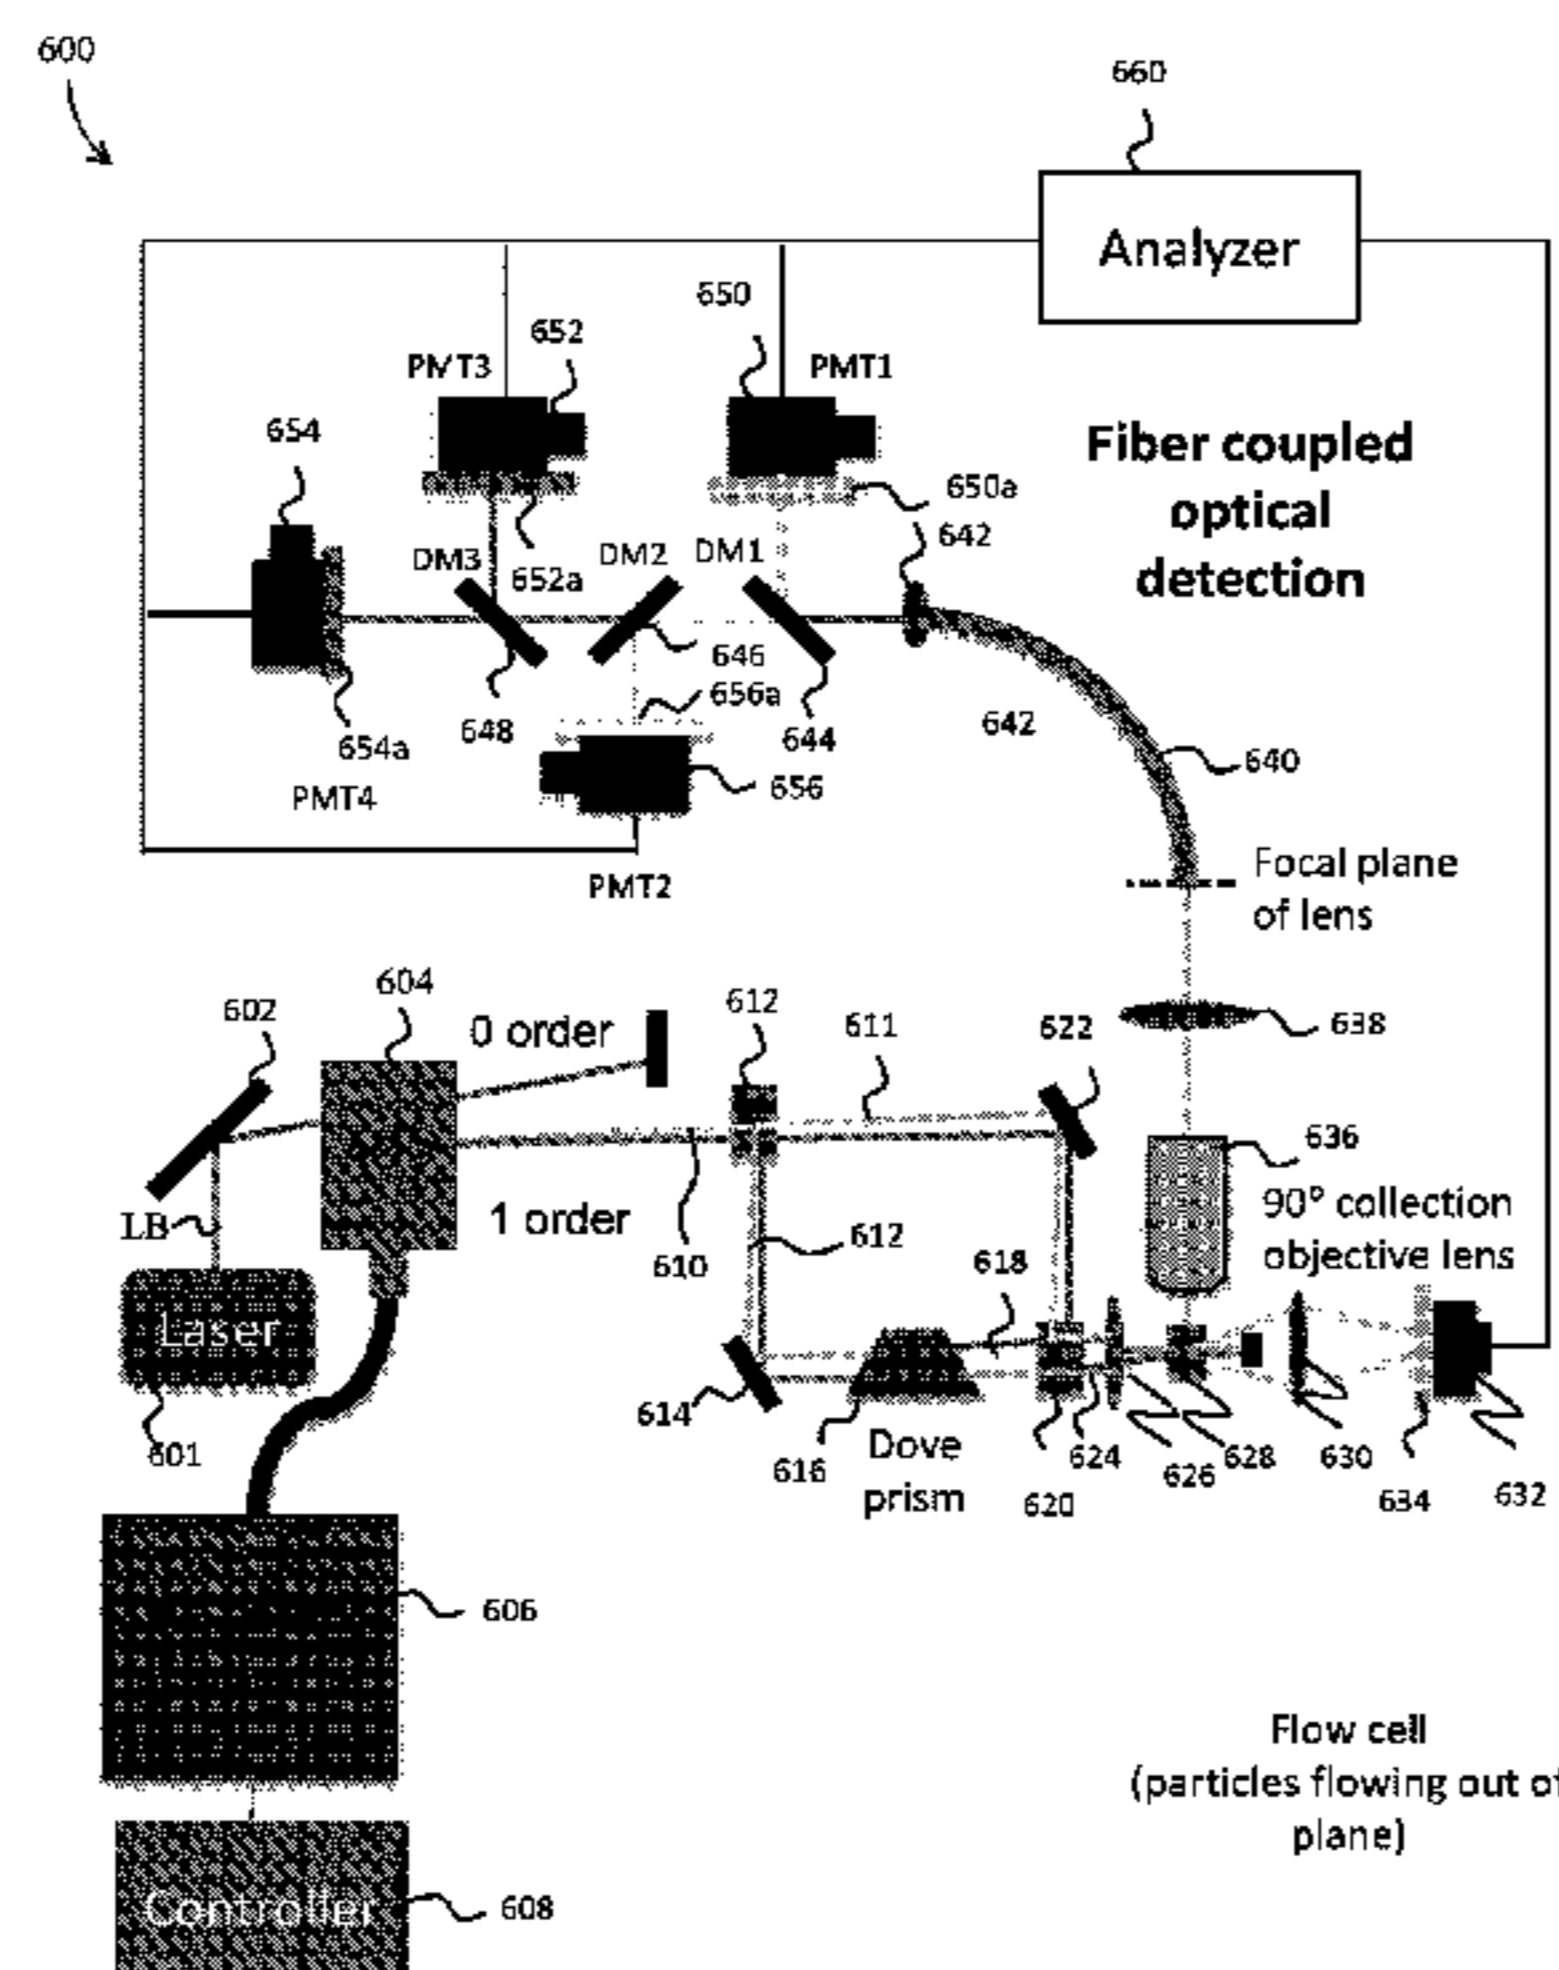 600
660
Analyzer
650
652
PMT3
PMT1
654
Fiber coupled
optical
detection
650a
642
DM3
652a
DM2
DM1
646
656a
648
654a
644
642
640
656
PMT4
PMT2
Focal plane
of lens
602
604
0 order
612
611
622
638
636
90° collection
objective lens
LB
1 order
610
612
618
Laser
601
614
616
Dove
prism
620
624
626
628
630
634
632
606
Flow cell
(particles flowing out of
plane)
Controller
608